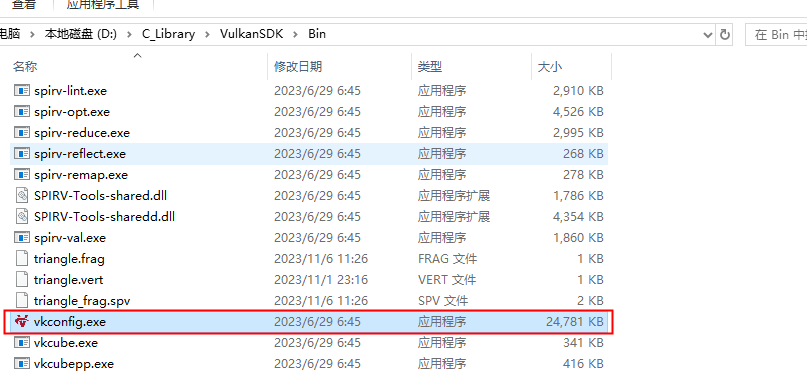 查看 应用程序工具
电脑 > 本地磁盘 (D:) > C_Library > VulkanSDK > Bin 在 Bin 中
名称 修改日期 类型 大小
spirv-lint.exe 2023/6/29 6:45 应用程序 2,910 KB
spirv-opt.exe 2023/6/29 6:45 应用程序 4,526 KB
spirv-reduce.exe 2023/6/29 6:45 应用程序 2,995 KB
spirv-reflect.exe 2023/6/29 6:45 应用程序 268 KB
spirv-remap.exe 2023/6/29 6:45 应用程序 278 KB
SPIRV-Tools-shared.dll 2023/6/29 6:45 应用程序扩展 1,786 KB
SPIRV-Tools-sharedd.dll 2023/6/29 6:45 应用程序扩展 4,354 KB
spirv-val.exe 2023/6/29 6:45 应用程序 1,860 KB
triangle.frag 2023/11/6 11:26 FRAG 文件 1 KB
triangle.vert 2023/11/1 23:16 VERT 文件 1 KB
triangle_frag.spv 2023/11/6 11:26 SPV 文件 2 KB
vkconfig.exe 2023/6/29 6:45 应用程序 24,781 KB
vkcube.exe 2023/6/29 6:45 应用程序 341 KB
vkcubepp.exe 2023/6/29 6:45 应用程序 416 KB